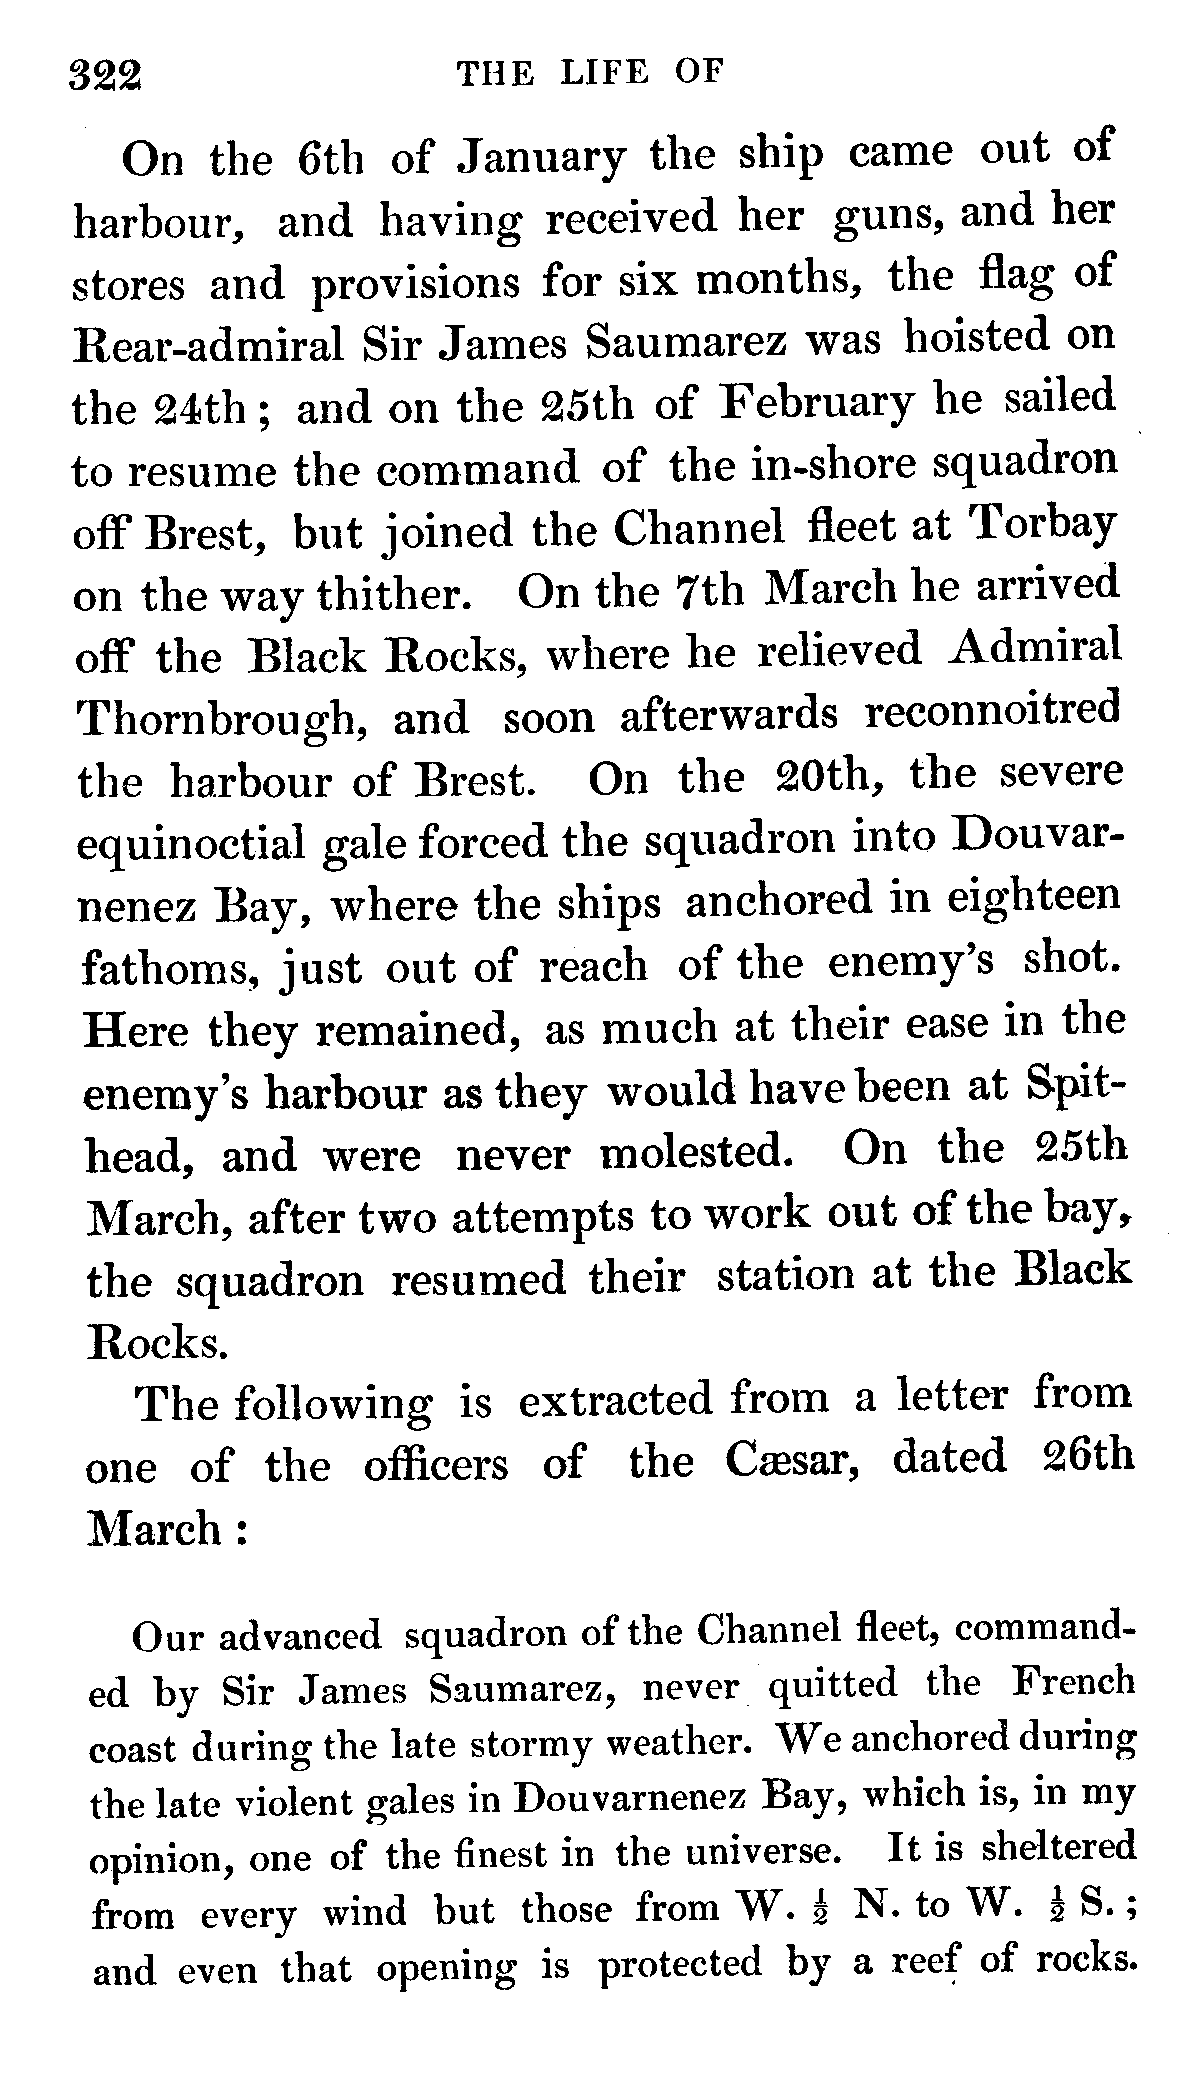 322 THE LIFE OF
On the 6th of January the ship came out of
harbour, and having received her guns, and her
stores and provisions for six months, the flag of
Rear-admiral Sir James Saumarez was hoisted on
the 24th; and on the 25th of February he sailed
to resume the command of the in-shore squadron
off Brest, but joined the Channel fleet at Torbay
on the way thither. On the 7th March he arrived
off the Black Rocks, where he relieved Admiral
Thornbrough, and soon afterwards reconnoitred
the harbour of Brest. On the 20th, the severe
equinoctial gale forced the squadron into Douvar-
nenez Bay, where the ships anchored in eighteen
fathoms, just out of reach of the enemy's shot.
Here they remained, as much at their ease in the
enemy's harbour as they would have been at Spit-
head, and were never molested. On the 25th
March, after two attempts to work out of the bay,
the squadron resumed their station at the Black
Rocks.
The following is extracted from a letter from
one of the officers of the Cæsar, dated 26th
March :
Our advanced squadron of the Channel fleet, command-
ed by Sir James Saumarez, never quitted the French
coast during the late stormy weather. We anchored during
the late violent gales in Douvarnenez Bay, which is, in my
opinion, one of the finest in the universe. It is sheltered
from every wind but those from W. ½ N. to W. ½ S.;
and even that opening is protected by a reef of rocks.